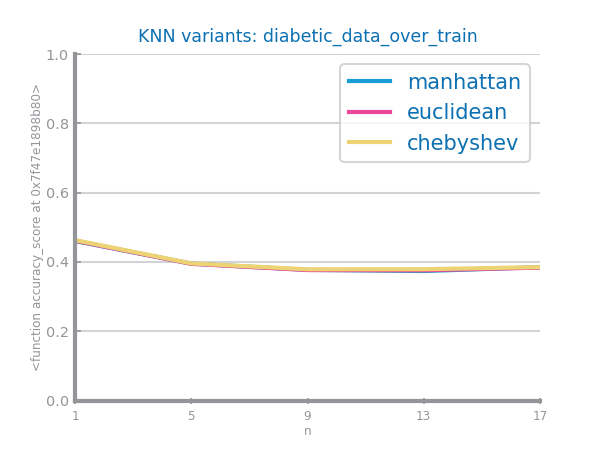 KNN variants: diabetic_data_over_train
<function accuracy_score at 0x7f47e1898b80>
1.0
0.8
0.6
0.4
0.2
0.0
manhattan
euclidean
chebyshev
1 5 9 13 17
n